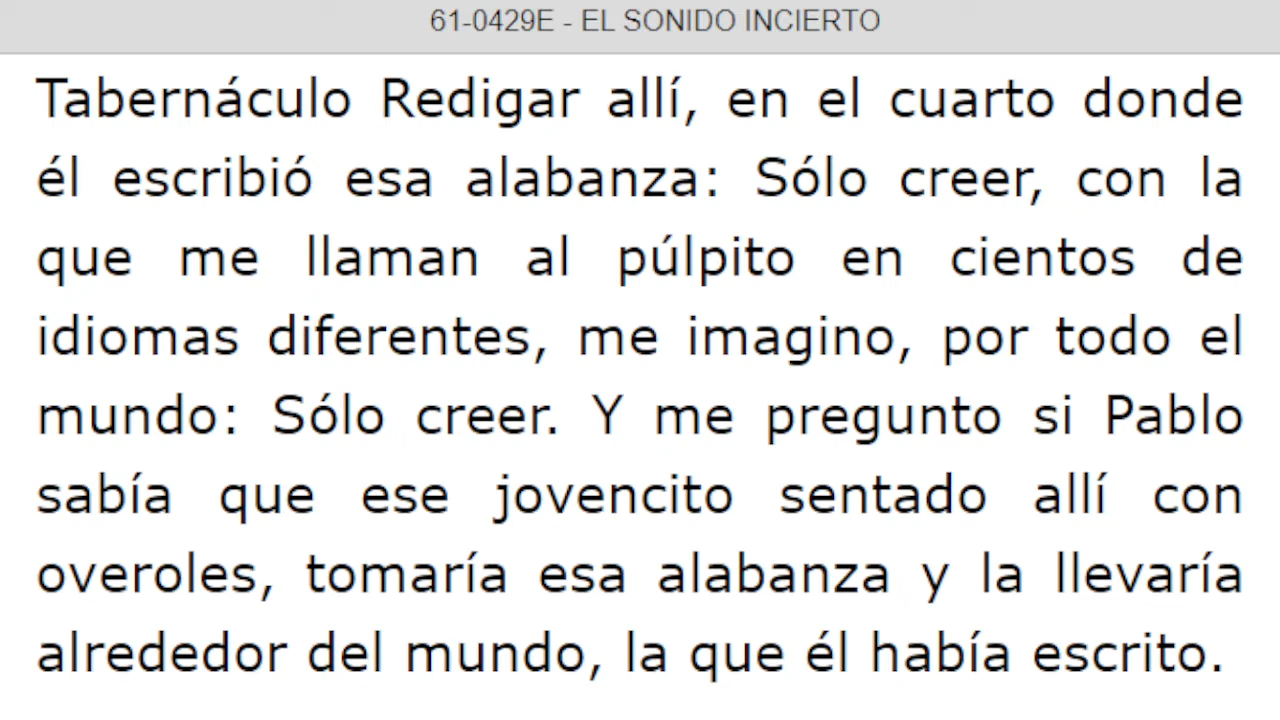 61-0429E - EL SONIDO INCIERTO
Tabernáculo Redigar allí, en el cuarto donde
él escribió esa alabanza: Sólo creer, con la
que me llaman al púlpito en cientos de
idiomas diferentes, me imagino, por todo el
mundo: Sólo creer. Y me pregunto si Pablo
sabía que ese jovencito sentado allí con
overoles, tomaría esa alabanza y la llevaría
alrededor del mundo, la que él había escrito.